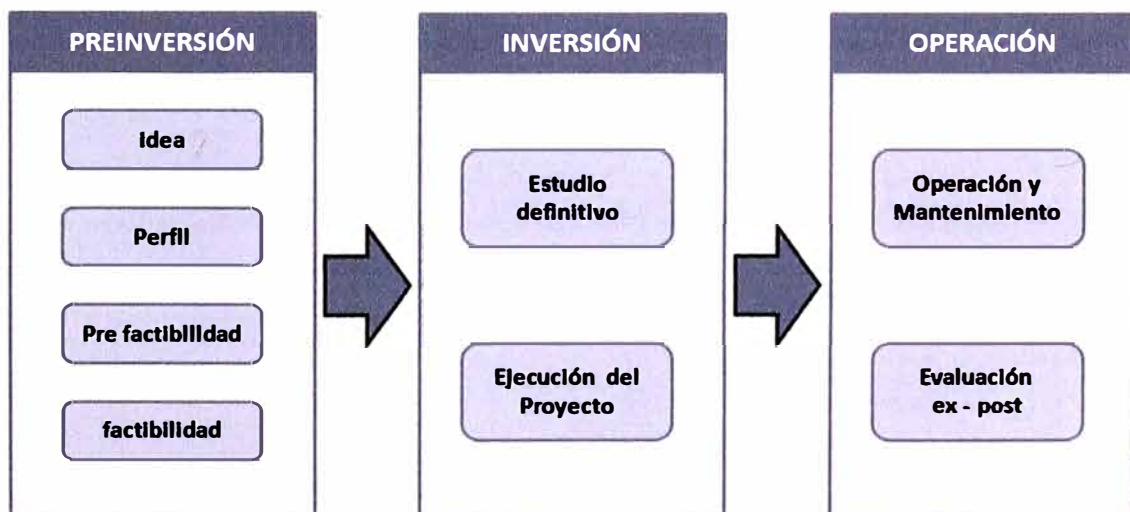 PREINVERSIÓN
Idea
Perfil
Pre factibilidad
factibilidad
INVERSIÓN
Estudio
definitivo
Ejecución del
Proyecto
OPERACIÓN
Operación y
Mantenimiento
Evaluación
ex - post